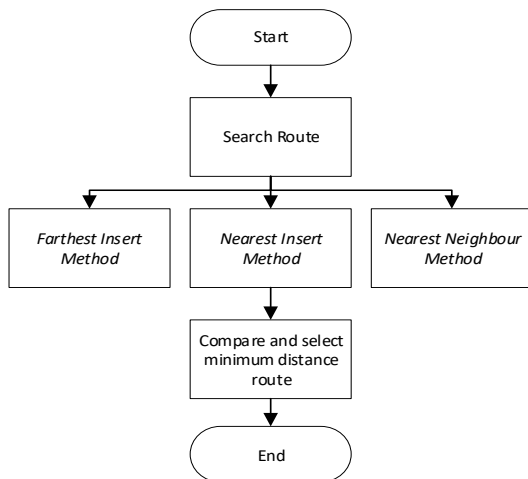 Start
Search Route
Farthest Insert
Method
Nearest Insert
Method
Nearest Neighbour
Method
Compare and select
minimum distance
route
End